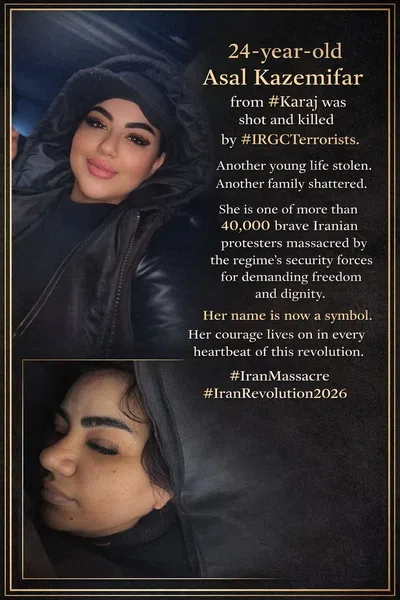 24-year-old
Asal Kazemifar
from #Karaj was
shot and killed
by #IRGCTerrorists.
Another young life stolen.
Another family shattered.
She is one of more than
40,000 brave Iranian
protesters massacred by
the regime's security forces
for demanding freedom
and dignity.
Her name is now a symbol.
Her courage lives on in every
heartbeat of this revolution.
#IranMassacre
#IranRevolution2026